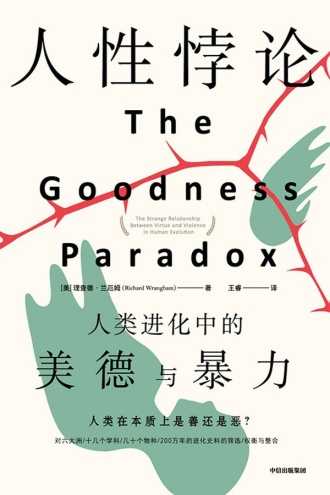 人性悖论
The
Goodness
Paradox
The Strange Relationship
Between Virtue and Violence
in Human Evolution
[美] 理查德·兰厄姆 (Richard Wrangham) —— 著 王睿 —— 译
人类进化中的
美德与暴力
人类在本质上是善还是恶?
对六大洲/十几个学科/几十个物种/200万年的进化史料的筛选/权衡与整合
中信出版集团